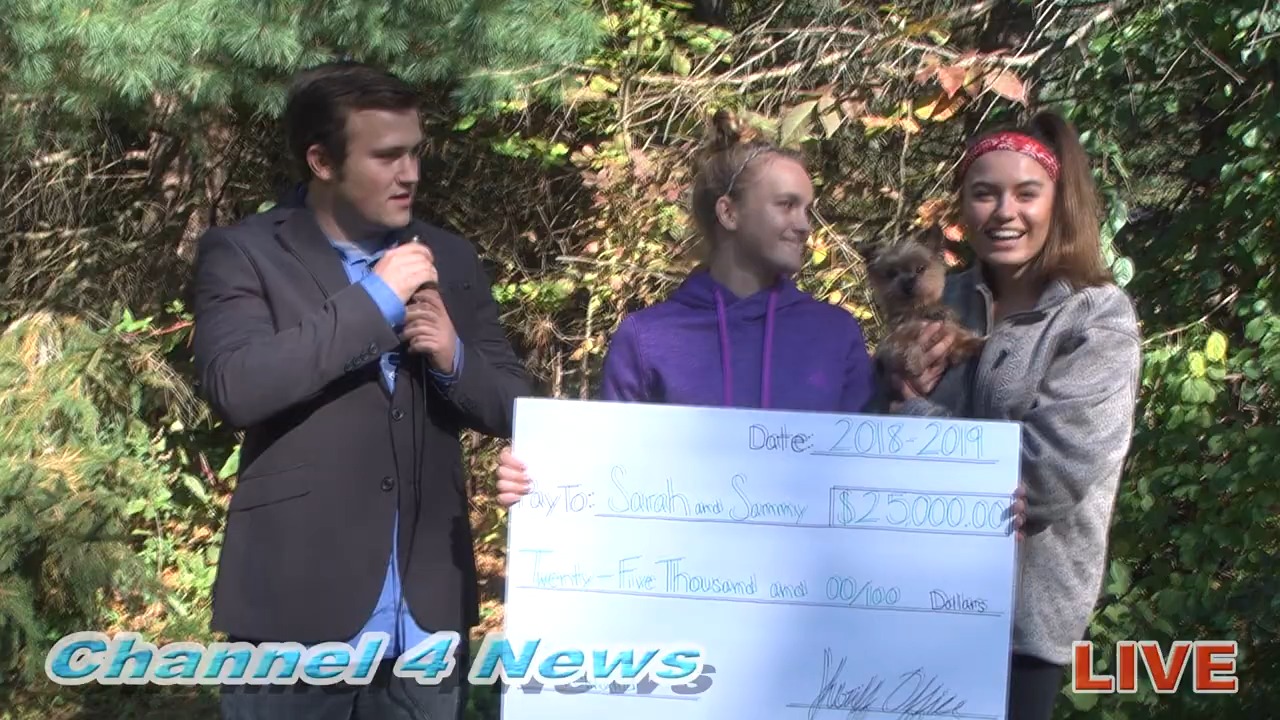 Date: 2018-2019
Pay To: Sarah and Sammy $25,000.00
Twenty-Five Thousand and 00/100 Dollars
Office
Channel 4 News
LIVE